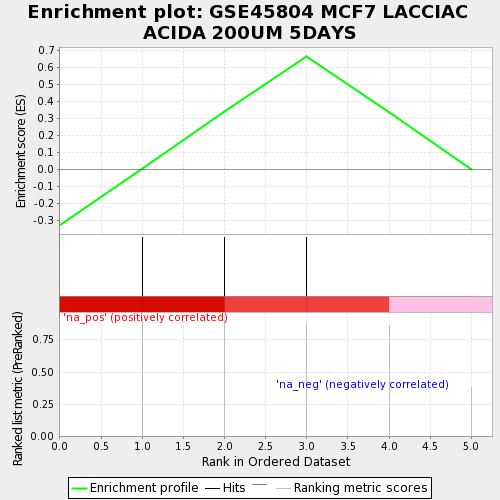 Enrichment plot: GSE45804 MCF7 LACCIAC
ACIDA 200UM 5DAYS
Enrichment score (ES)
0.7
0.6
0.5
0.4
0.3
0.2
0.1
0.0
-0.1
-0.2
-0.3
'na_pos' (positively correlated)
'na_neg' (negatively correlated)
Ranked list metric (PreRanked)
0.75
0.50
0.25
0.00
0.0 0.5 1.0 1.5 2.0 2.5 3.0 3.5 4.0 4.5 5.0
Rank in Ordered Dataset
Enrichment profile Hits Ranking metric scores